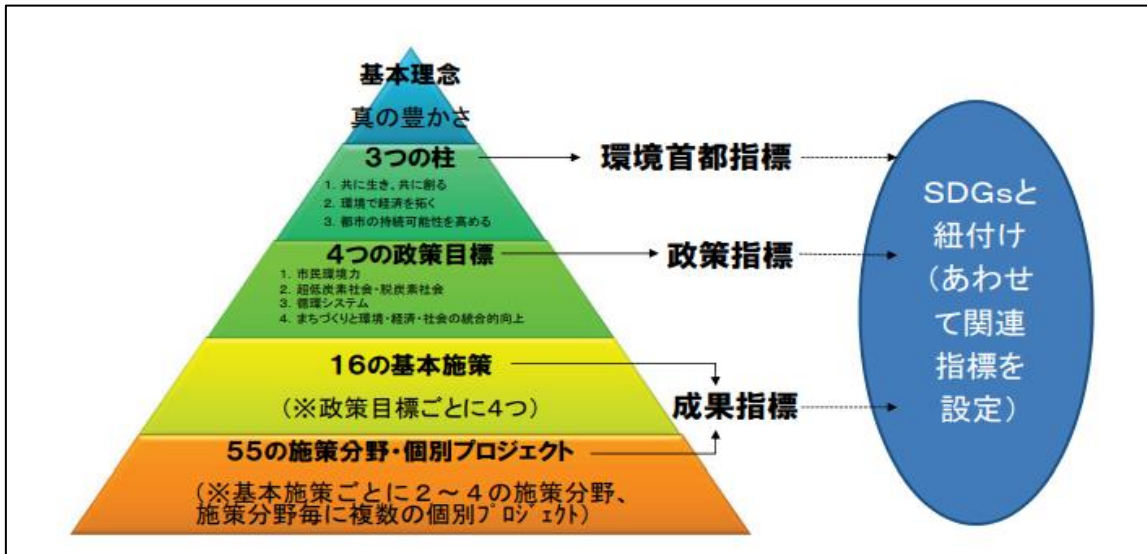 基本理念
真の豊かさ
3つの柱
1. 共に生き、共に創る
2. 環境で経済を拓く
3. 都市の持続可能性を高める
4つの政策目標
1. 市民環境力
2. 超低炭素社会・脱炭素社会
3. 循環システム
4. まちづくりと環境・経済・社会の統合的向上
16の基本施策
(※政策目標ごとに4つ)
55の施策分野・個別プロジェクト
(※基本施策ごとに2~4の施策分野、
施策分野毎に複数の個別プロジェクト)
環境首都指標
政策指標
成果指標
SDGsと
紐付け
(あわせ
て関連
指標を
設定)